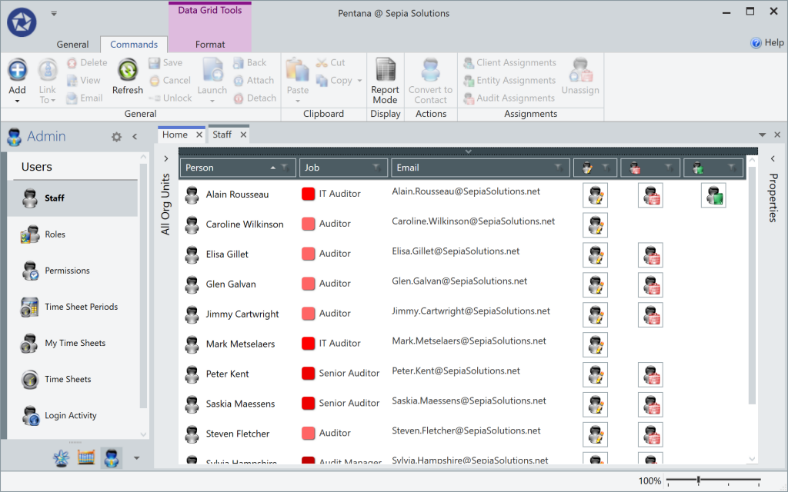 Data Grid Tools
Pentana @ Sepia Solutions
General Commands Format
Help
Add
Link To
Delete
View
Email
Refresh
Save
Cancel
Unlock
Launch
Back
Attach
Detach
General
Paste
Cut
Copy
Clipboard
Report Mode
Display
Convert to Contact
Actions
Client Assignments
Entity Assignments
Audit Assignments
Unassign
Assignments
Admin
Users
Staff
Roles
Permissions
Time Sheet Periods
My Time Sheets
Time Sheets
Login Activity
Home Staff
All Org Units
Properties
Person Job Email
Alain Rousseau IT Auditor Alain.Rousseau@SepiaSolutions.net
Caroline Wilkinson Auditor Caroline.Wilkinson@SepiaSolutions.net
Elisa Gillet Auditor Elisa.Gillet@SepiaSolutions.net
Glen Galvan Auditor Glen.Galvan@SepiaSolutions.net
Jimmy Cartwright Auditor Jimmy.Cartwright@SepiaSolutions.net
Mark Metselaers IT Auditor Mark.Metselaers@SepiaSolutions.net
Peter Kent Senior Auditor Peter.Kent@SepiaSolutions.net
Saskia Maessens Senior Auditor Saskia.Maessens@SepiaSolutions.net
Steven Fletcher Auditor Steven.Fletcher@SepiaSolutions.net
Sylvia Hampshire Audit Manager Sylvia.Hampshire@SepiaSolutions.net
100%